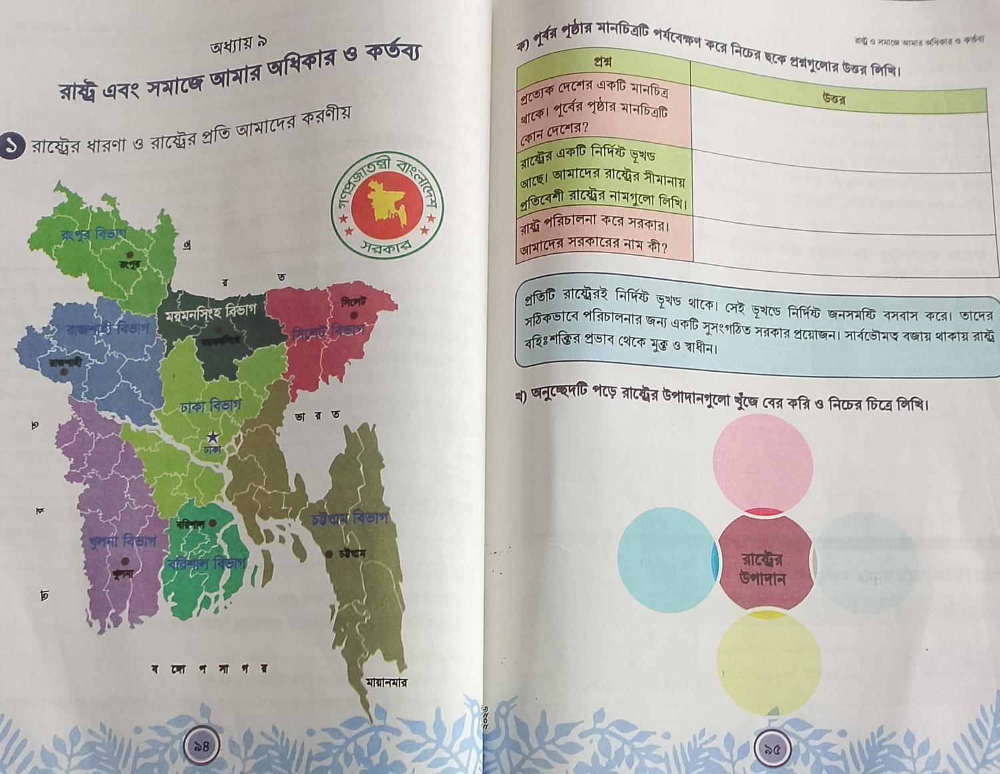 অধ্যায় ৯
রাষ্ট্র এবং সমাজে আমার অধিকার ও কর্তব্য
১ রাষ্ট্রের ধারণা ও রাষ্ট্রের প্রতি আমাদের করণীয়
গণপ্রজাতন্ত্রী বাংলাদেশ
সরকার
রংপুর বিভাগ
রংপুর
ভা র ত
ময়মনসিংহ বিভাগ
ময়মনসিংহ
সিলেট
সিলেট বিভাগ
রাজশাহী বিভাগ
রাজশাহী
ঢাকা বিভাগ
ঢাকা
ভা র ত
ভা র ত
চট্টগ্রাম বিভাগ
চট্টগ্রাম
বরিশাল
বরিশাল বিভাগ
খুলনা বিভাগ
খুলনা
ব ঙ্গো প সা গ র
মায়ানমার
৯৪
রাষ্ট্র ও সমাজে আমার অধিকার ও কর্তব্য
ক) পূর্বের পৃষ্ঠার মানচিত্রটি পর্যবেক্ষণ করে নিচের ছকে প্রশ্নগুলোর উত্তর লিখি।
প্রশ্ন
উত্তর
প্রত্যেক দেশের একটি মানচিত্র
থাকে। পূর্বের পৃষ্ঠার মানচিত্রটি
কোন দেশের?
রাষ্ট্রের একটি নির্দিষ্ট ভূখন্ড
আছে। আমাদের রাষ্ট্রের সীমানায়
প্রতিবেশী রাষ্ট্রের নামগুলো লিখি।
রাষ্ট্র পরিচালনা করে সরকার।
আমাদের সরকারের নাম কী?
প্রতিটি রাষ্ট্রেরই নির্দিষ্ট ভূখন্ড থাকে। সেই ভূখন্ডে নির্দিষ্ট জনসমষ্টি বসবাস করে। তাদের
সঠিকভাবে পরিচালনার জন্য একটি সুসংগঠিত সরকার প্রয়োজন। সার্বভৌমত্ব বজায় থাকায় রাষ্ট্র
বহিঃশক্তির প্রভাব থেকে মুক্ত ও স্বাধীন।
খ) অনুচ্ছেদটি পড়ে রাষ্ট্রের উপাদানগুলো খুঁজে বের করি ও নিচের চিত্রে লিখি।
রাষ্ট্রের
উপাদান
২০২৬
৯৫